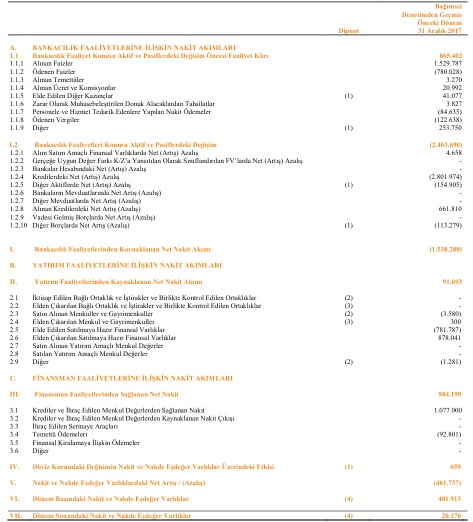 Bağımsız
Denetimden Geçmiş
Önceki Dönem
Dipnot 31 Aralık 2017
A. BANKACILIK FAALİYETLERİNE İLİŞKİN NAKİT AKIMLARI
1.1 Bankacılık Faaliyet Konusu Aktif ve Pasiflerdeki Değişim Öncesi Faaliyet Kârı 865.402
1.1.1 Alınan Faizler 1.529.787
1.1.2 Ödenen Faizler (780.028)
1.1.3 Alınan Temettüler 3.270
1.1.4 Alınan Ücret ve Komisyonlar 20.992
1.1.5 Elde Edilen Diğer Kazançlar (1) 41.077
1.1.6 Zarar Olarak Muhasebeleştirilen Donuk Alacaklardan Tahsilatlar 3.827
1.1.7 Personele ve Hizmet Tedarik Edenlere Yapılan Nakit Ödemeler (84.635)
1.1.8 Ödenen Vergiler (122.638)
1.1.9 Diğer (1) 253.750
1.2 Bankacılık Faaliyetleri Konusu Aktif ve Pasiflerdeki Değişim (2.403.690)
1.2.1 Alım Satım Amaçlı Finansal Varlıklarda Net (Artış) Azalış 4.658
1.2.2 Gerçeğe Uygun Değer Farkı K/Z’a Yansıtılan Olarak Sınıflandırılan FV’larda Net (Artış) Azalış -
1.2.3 Bankalar Hesabındaki Net (Artış) Azalış -
1.2.4 Kredilerdeki Net (Artış) Azalış (2.801.974)
1.2.5 Diğer Aktiflerde Net (Artış) Azalış (1) (154.905)
1.2.6 Bankaların Mevduatlarında Net Artış (Azalış) -
1.2.7 Diğer Mevduatlarda Net Artış (Azalış) -
1.2.8 Alınan Kredilerdeki Net Artış (Azalış) 661.810
1.2.9 Vadesi Gelmiş Borçlarda Net Artış (Azalış) -
1.2.10 Diğer Borçlarda Net Artış (Azalış) (1) (113.279)
I. Bankacılık Faaliyetlerinden Kaynaklanan Net Nakit Akımı (1.538.288)
B. YATIRIM FAALİYETLERİNE İLİŞKİN NAKİT AKIMLARI
II. Yatırım Faaliyetlerinden Kaynaklanan Net Nakit Akımı 91.693
2.1 İktisap Edilen Bağlı Ortaklık ve İştirakler ve Birlikte Kontrol Edilen Ortaklıklar (2) -
2.2 Elden Çıkarılan Bağlı Ortaklık ve İştirakler ve Birlikte Kontrol Edilen Ortaklıklar (3) -
2.3 Satın Alınan Menkuller ve Gayrimenkuller (2) (3.580)
2.4 Elden Çıkarılan Menkul ve Gayrimenkuller (3) 300
2.5 Elde Edilen Satılmaya Hazır Finansal Varlıklar (781.787)
2.6 Elden Çıkarılan Satılmaya Hazır Finansal Varlıklar 878.041
2.7 Satın Alınan Yatırım Amaçlı Menkul Değerler -
2.8 Satılan Yatırım Amaçlı Menkul Değerler -
2.9 Diğer (2) (1.281)
C. FİNANSMAN FAALİYETLERİNE İLİŞKİN NAKİT AKIMLARI
III. Finansman Faaliyetlerinden Sağlanan Net Nakit 984.199
3.1 Krediler ve İhraç Edilen Menkul Değerlerden Sağlanan Nakit 1.077.000
3.2 Krediler ve İhraç Edilen Menkul Değerlerden Kaynaklanan Nakit Çıkışı -
3.3 İhraç Edilen Sermaye Araçları -
3.4 Temettü Ödemeleri (92.801)
3.5 Finansal Kiralamaya İlişkin Ödemeler -
3.6 Diğer -
IV. Döviz Kurundaki Değişimin Nakit ve Nakde Eşdeğer Varlıklar Üzerindeki Etkisi (1) 659
V. Nakit ve Nakde Eşdeğer Varlıklardaki Net Artış / (Azalış) (461.737)
VI. Dönem Başındaki Nakit ve Nakde Eşdeğer Varlıklar (4) 481.913
VII. Dönem Sonundaki Nakit ve Nakde Eşdeğer Varlıklar (4) 20.176